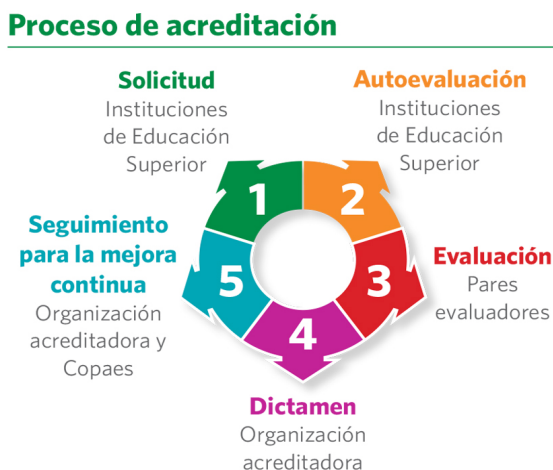 Proceso de acreditación
Solicitud
Instituciones
de Educación
Superior
1
Autoevaluación
Instituciones
de Educación
Superior
2
Evaluación
Pares
evaluadores
3
Dictamen
Organización
acreditadora
4
Seguimiento
para la mejora
continua
Organización
acreditadora y
Copaes
5